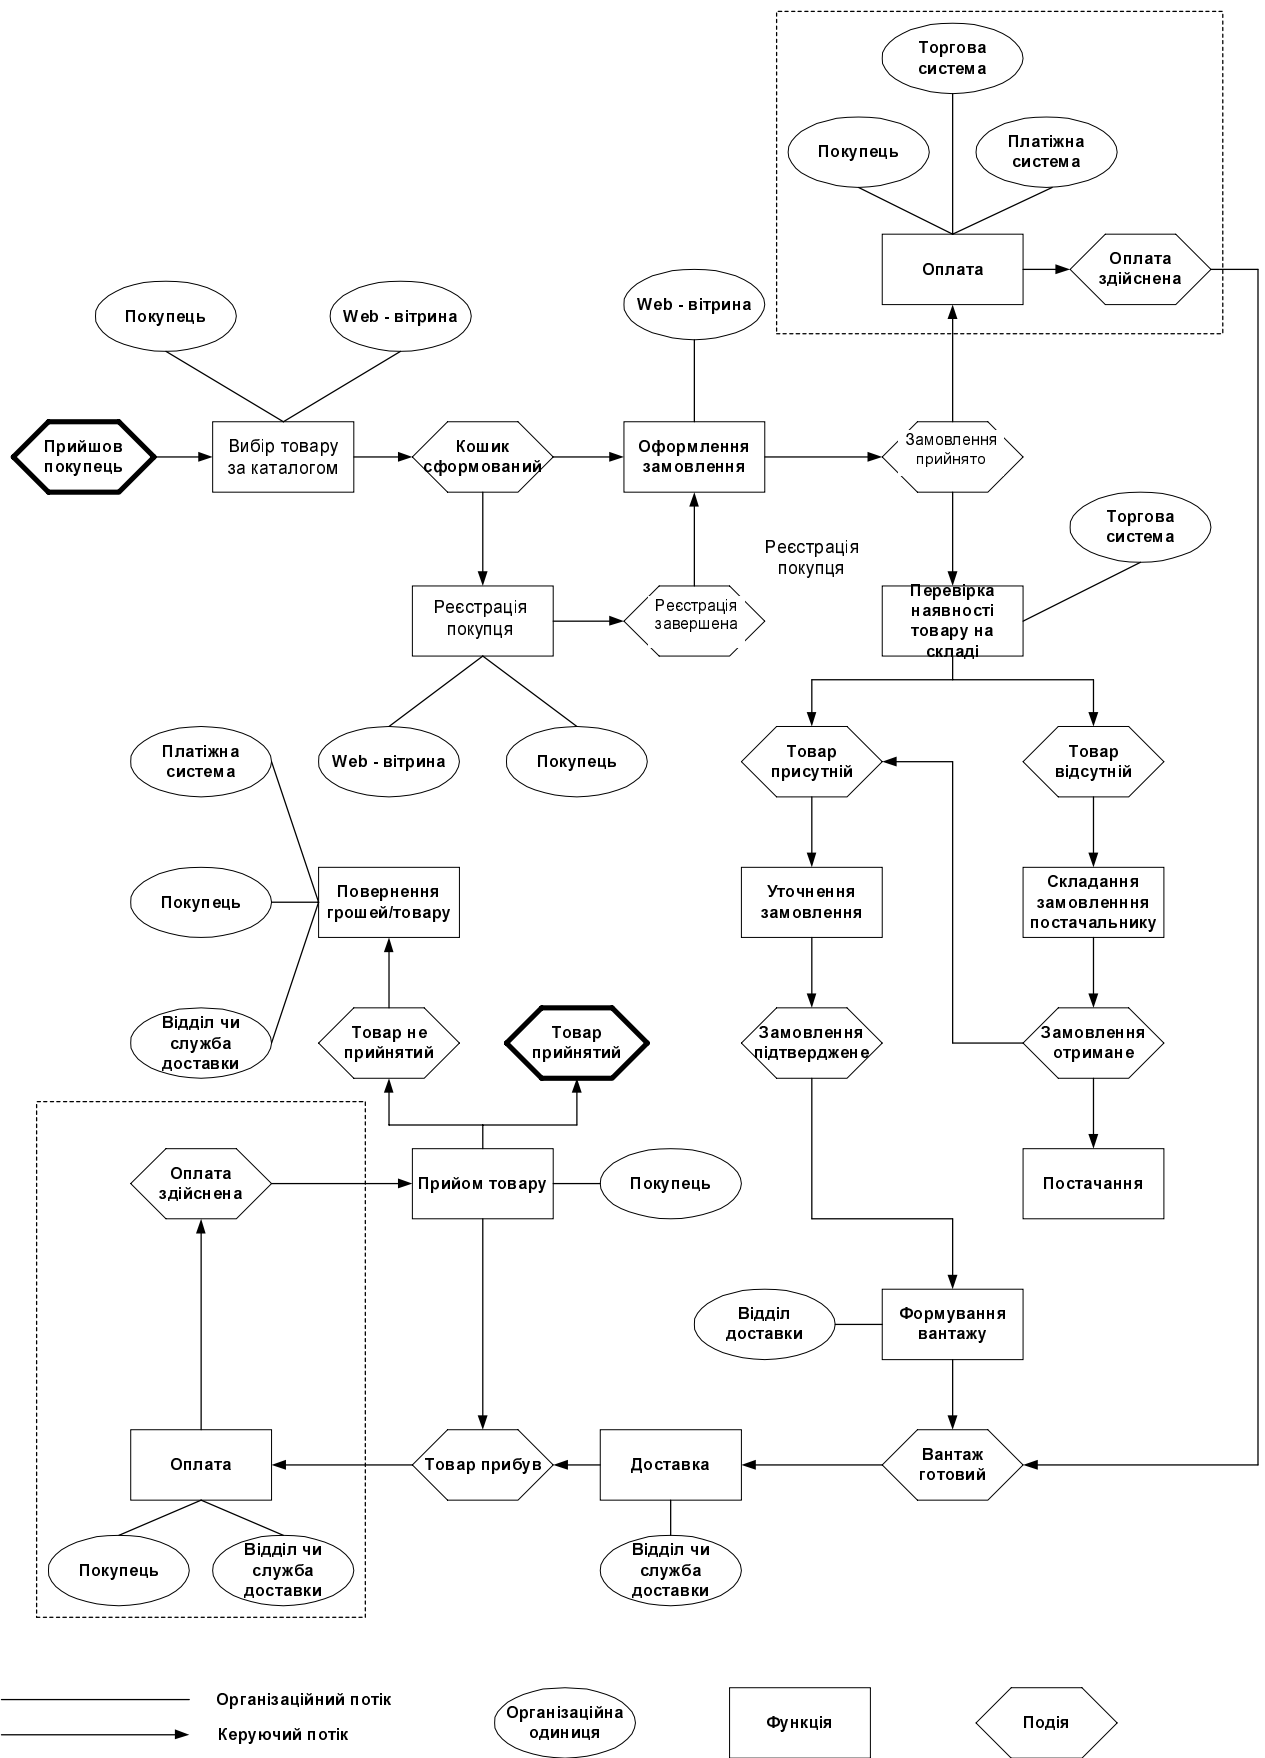 Торгова
система
Покупець
Платіжна
система
Оплата
Оплата
здійснена
Покупець
Web - вітрина
Web - вітрина
Прийшов
покупець
Вибір товару
за каталогом
Кошик
сформований
Оформлення
замовлення
Замовлення
прийнято
Торгова
система
Реєстрація
покупця
Реєстрація
покупця
Реєстрація
завершена
Перевірка
наявності
товару на
складі
Платіжна
система
Web - вітрина
Покупець
Товар
присутній
Товар
відсутній
Покупець
Повернення
грошей/товару
Уточнення
замовлення
Складання
замовленння
постачальнику
Відділ чи
служба
доставки
Товар не
прийнятий
Товар
прийнятий
Замовлення
підтверджене
Замовлення
отримане
Оплата
здійснена
Прийом товару
Покупець
Постачання
Відділ
доставки
Формування
вантажу
Оплата
Товар прибув
Доставка
Вантаж
готовий
Покупець
Відділ чи
служба
доставки
Відділ чи
служба
доставки
Організаційний потік
Керуючий потік
Організаційна
одиниця
Функція
Подія